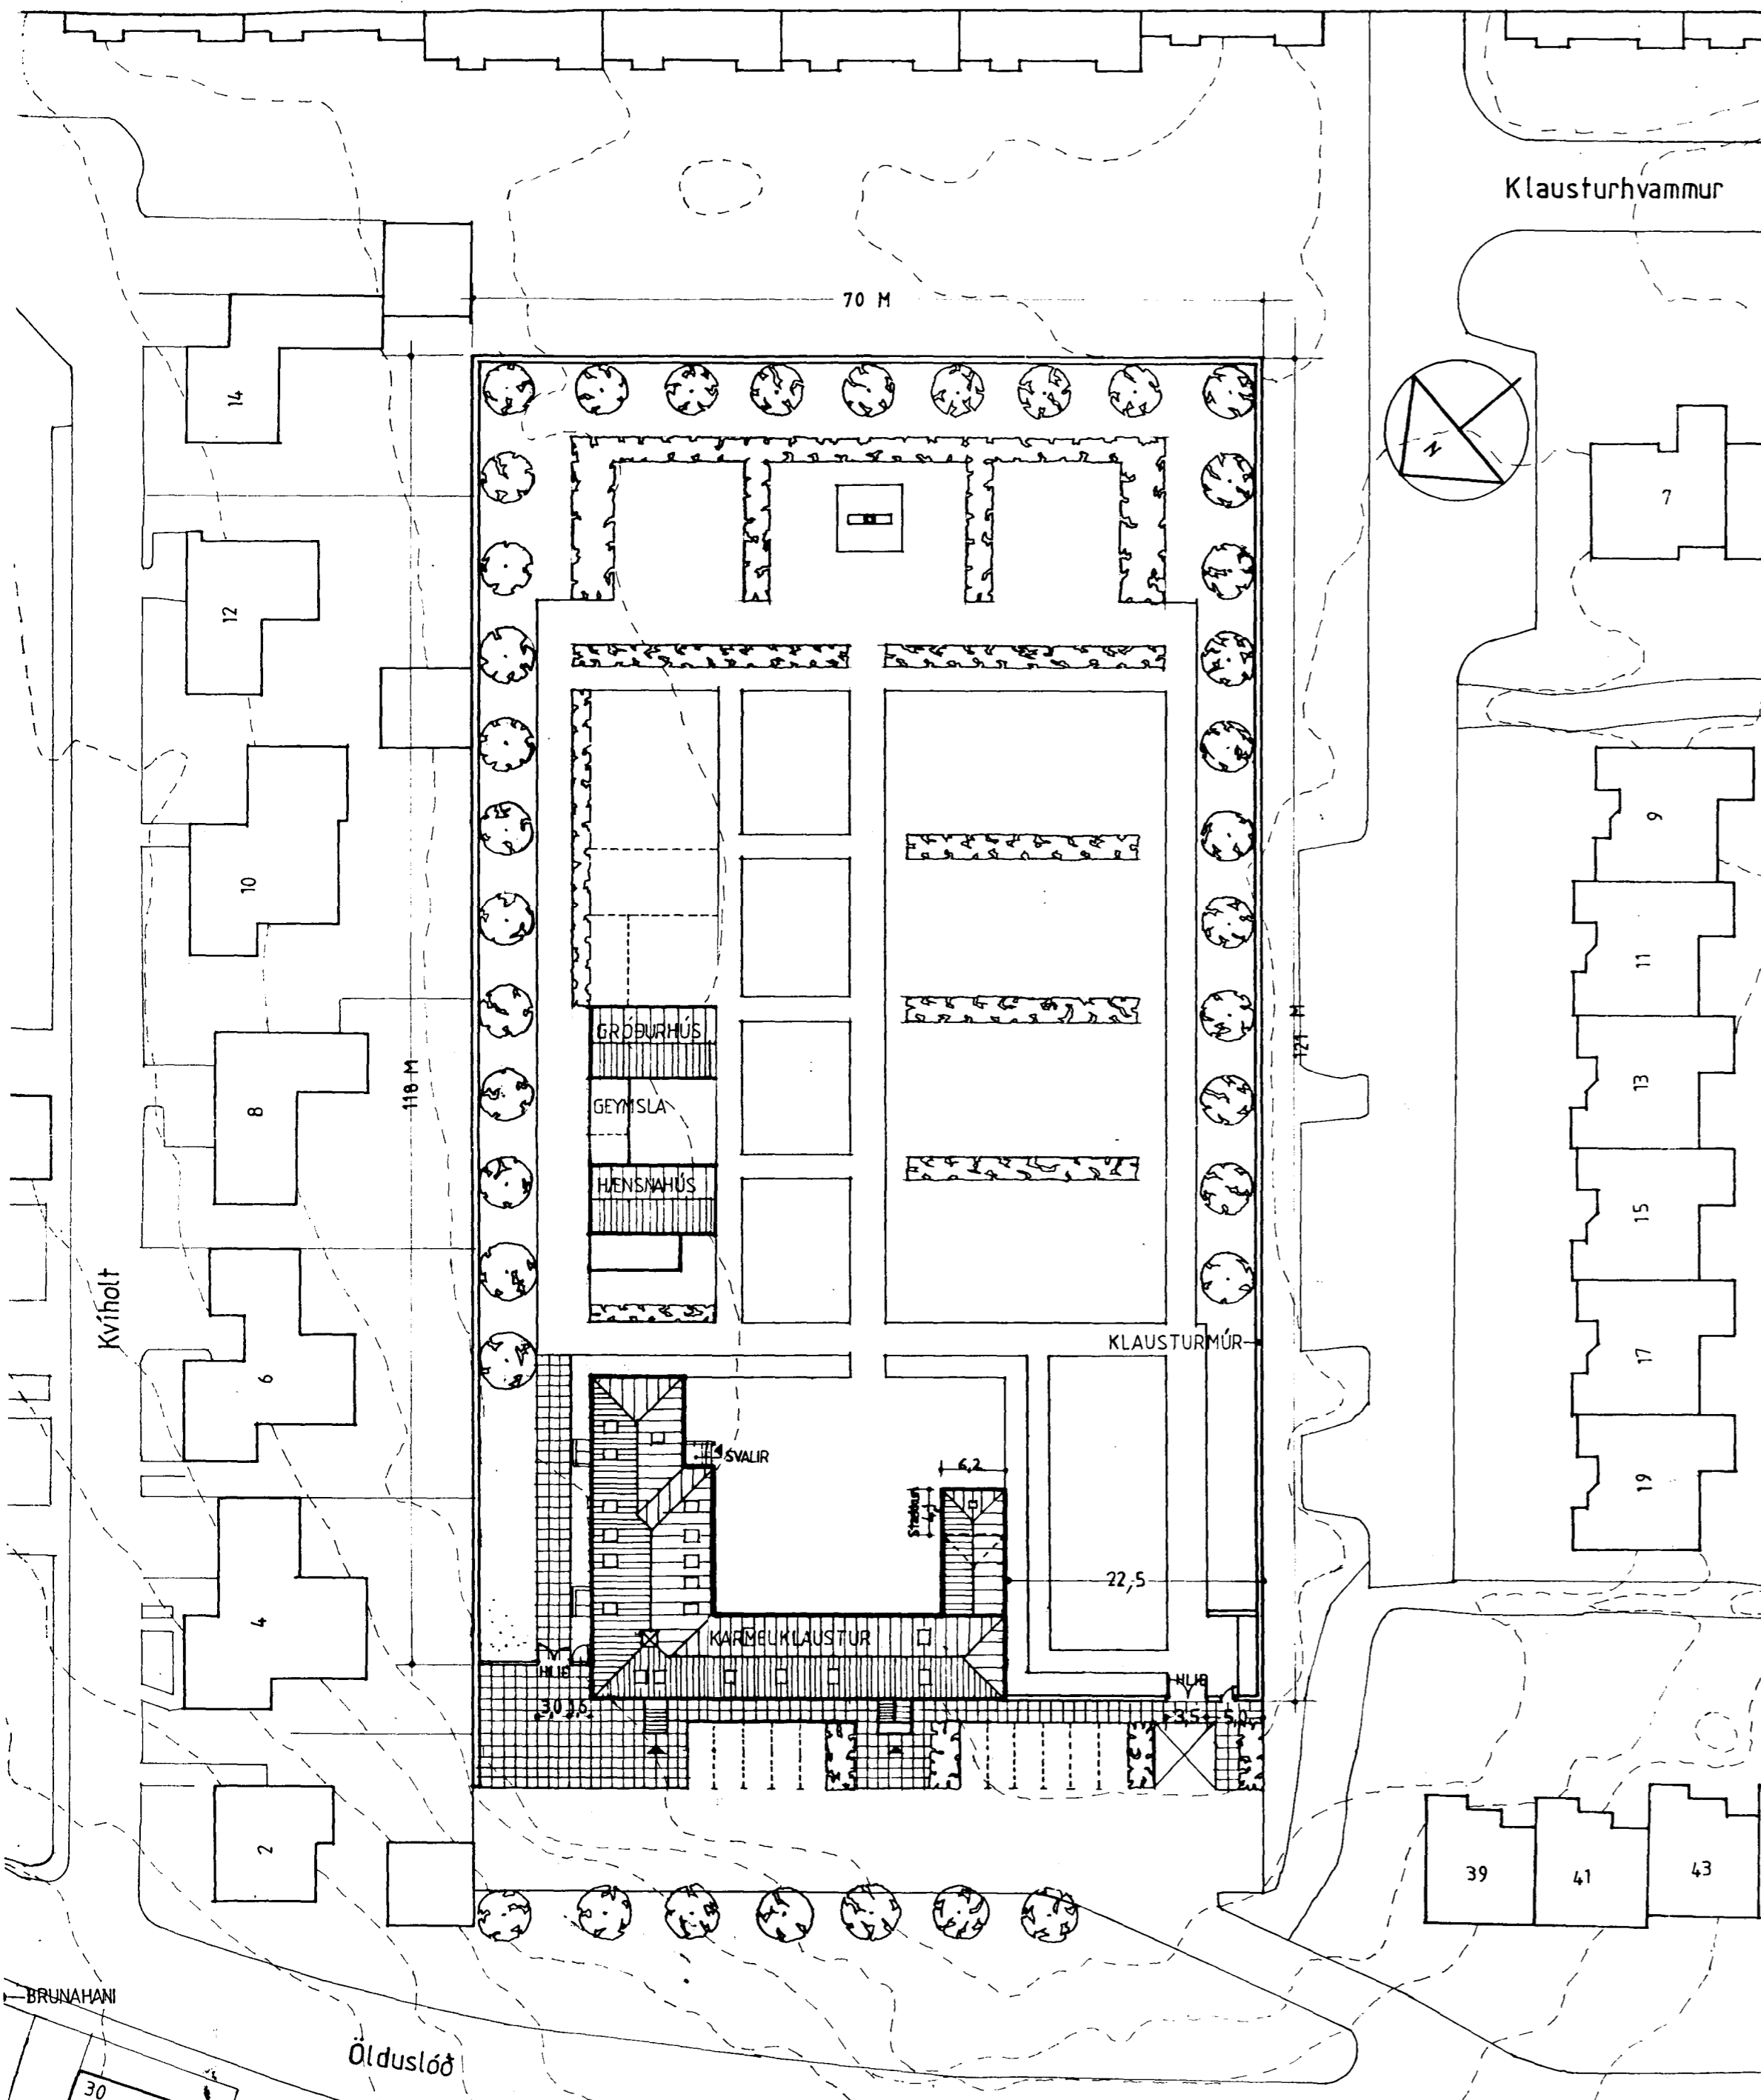 Klausturhvammur
70 M
14
N
7
12
9
10
11
GRÓÐURHÚS
121 M
13
118 M
8
GEYMSLA
HÆNSNAHÚS
15
Kvíholt
KLAUSTURMÚR
17
6
SVALIR
6,2
19
22,5
4
KARMELKLAUSTUR
HLIÐ
HLIÐ
3,0
1,6
3,5
5,0
2
39
41
43
BRUNAHANI
Ölduslóð
30